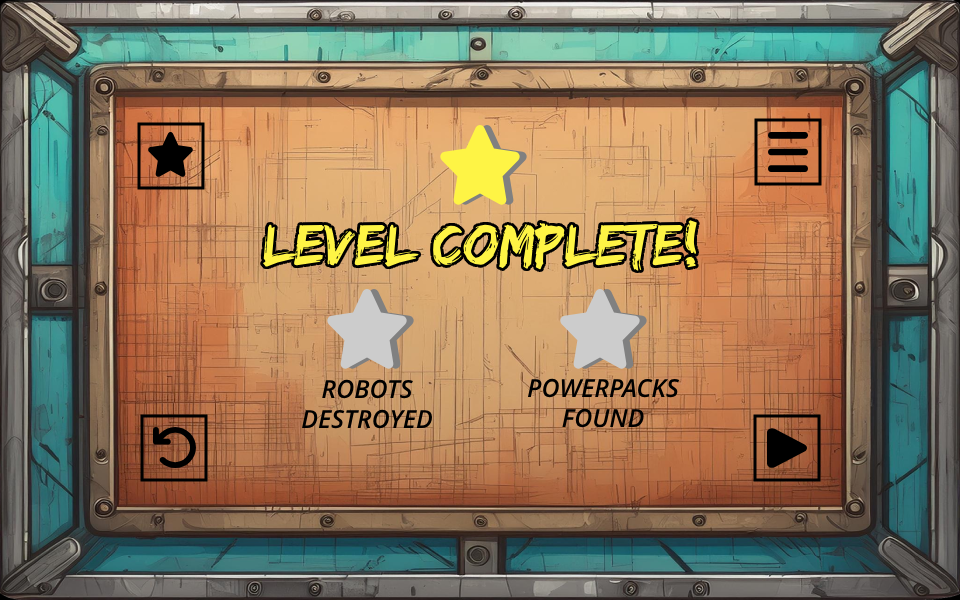 LEVEL COMPLETE!
ROBOTS
DESTROYED
POWERPACKS
FOUND